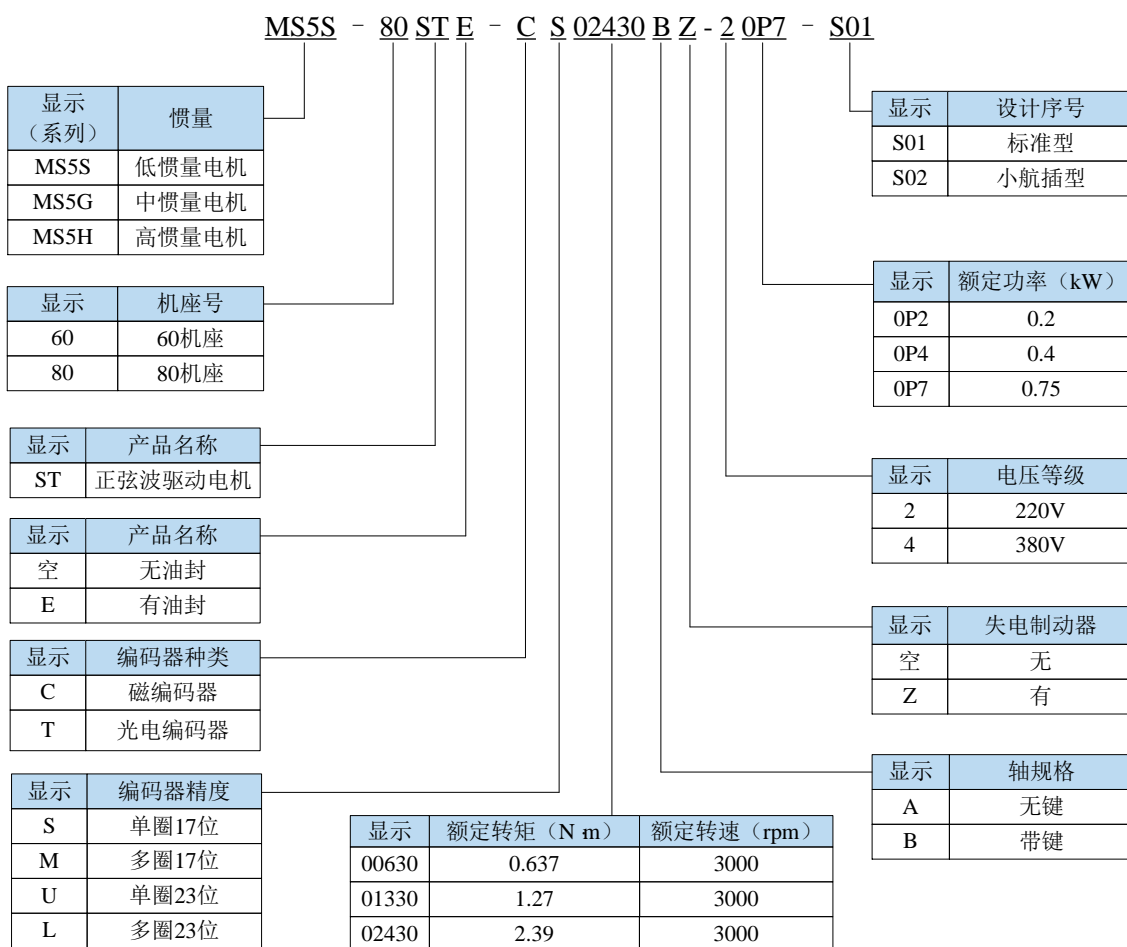 MS5S - 80 ST E - C S 02430 B Z - 2 0P7 - S01
显示
（系列） 惯量
MS5S 低惯量电机
MS5G 中惯量电机
MS5H 高惯量电机
显示 机座号
60 60机座
80 80机座
显示 产品名称
ST 正弦波驱动电机
显示 产品名称
空 无油封
E 有油封
显示 编码器种类
C 磁编码器
T 光电编码器
显示 编码器精度
S 单圈17位
M 多圈17位
U 单圈23位
L 多圈23位
显示 额定转矩（N·m） 额定转速（rpm）
00630 0.637 3000
01330 1.27 3000
02430 2.39 3000
显示 设计序号
S01 标准型
S02 小航插型
显示 额定功率（kW）
0P2 0.2
0P4 0.4
0P7 0.75
显示 电压等级
2 220V
4 380V
显示 失电制动器
空 无
Z 有
显示 轴规格
A 无键
B 带键